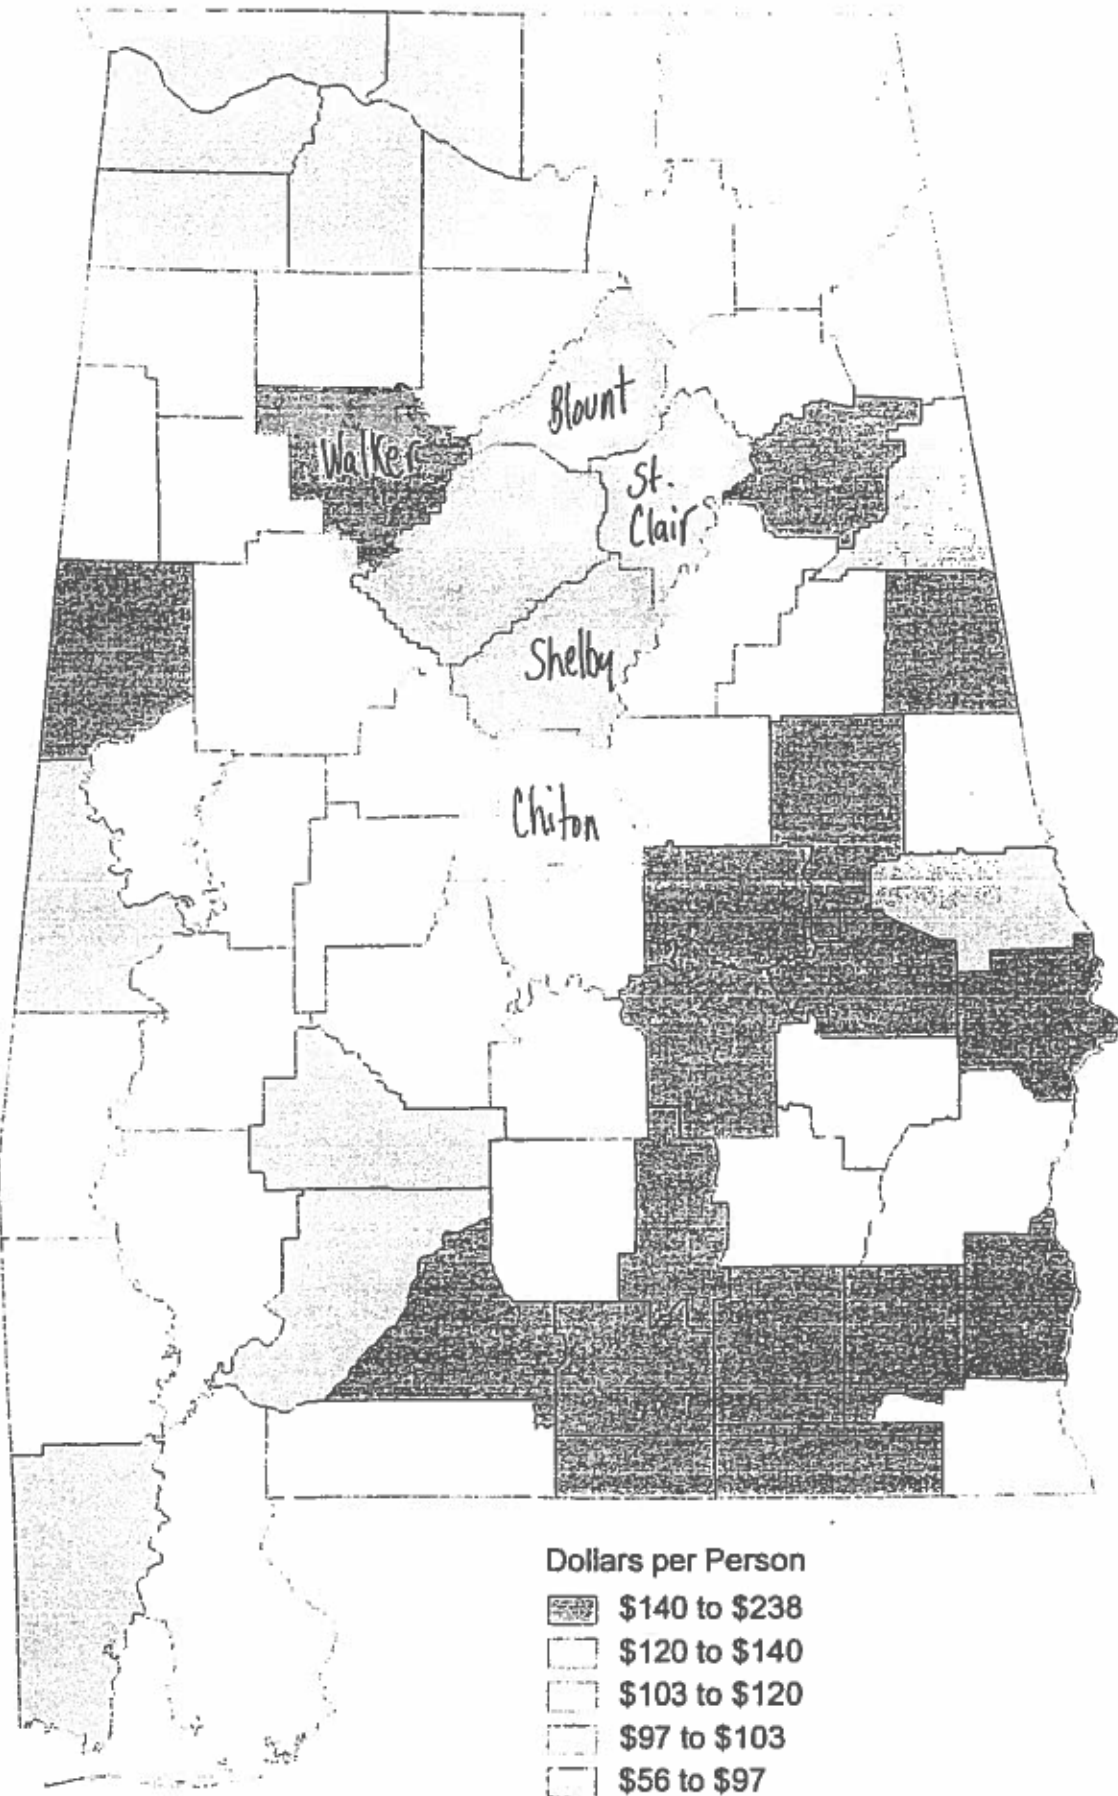 Blount
Walker
St.
Clair
Shelby
Chiton
Dollars per Person
$140 to $238
$120 to $140
$103 to $120
$97 to $103
$56 to $97